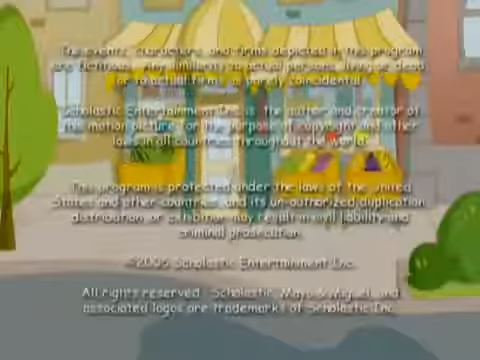 The events, characters, and firms depicted in this program
are fictitious. Any similarity to actual persons, living or dead
or to actual firms, is purely coincidental.
Scholastic Entertainment Inc. is the author and creator of
this motion picture for the purpose of copyright and other
laws in all countries throughout the world.
This program is protected under the laws of the United
States and other countries, and its un-authorized duplication
distribution or exhibition may result in civil liability and
criminal prosecution.
Scholastic Entertainment Inc.
All rights reserved. Scholastic, Maya & Miguel, and
associated logos are trademarks of Scholastic Inc.